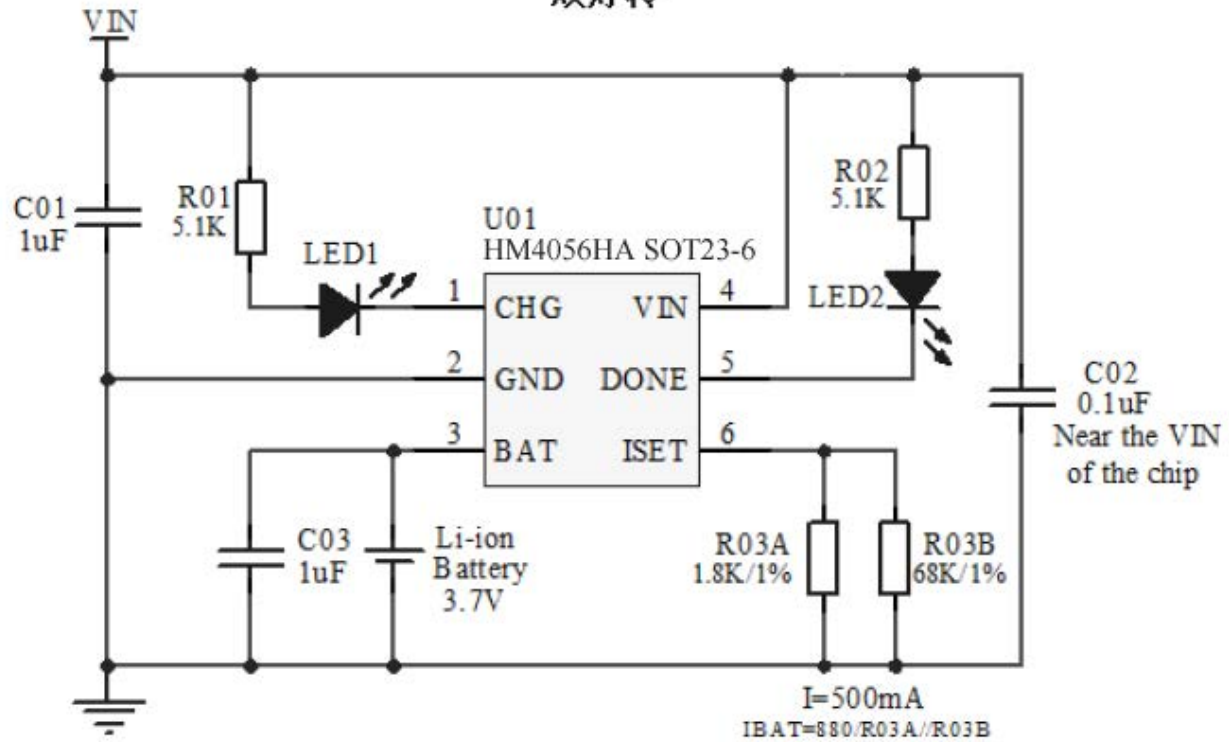 VIN
C01
1uF
R01
5.1K
LED1
U01
HM4056HA SOT23-6
1
CHG
2
GND
3
BAT
VIN
4
DONE
5
ISET
6
R02
5.1K
LED2
C02
0.1uF
Near the VIN
of the chip
C03
1uF
Li-ion
Battery
3.7V
R03A
1.8K/1%
R03B
68K/1%
I=500mA
IBAT=880/R03A//R03B